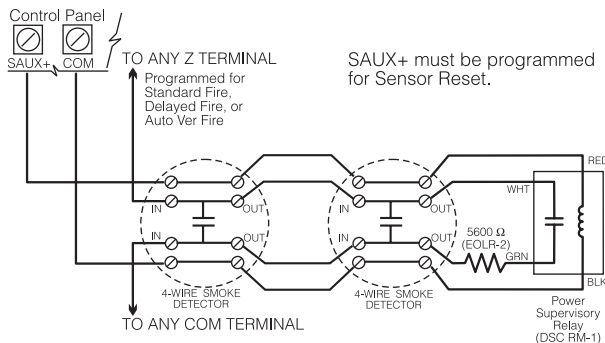 Control Panel
SAUX+ COM
TO ANY Z TERMINAL
Programmed for
Standard Fire,
Delayed Fire, or
Auto Ver Fire
SAUX+ must be programmed
for Sensor Reset.
RED
WHT
IN OUT IN OUT
IN OUT IN OUT
5600 Ω
(EOLR-2)
GRN
BLK
4-WIRE SMOKE
DETECTOR
4-WIRE SMOKE
DETECTOR
Power
Supervisory
Relay
(DSC RM-1)
TO ANY COM TERMINAL